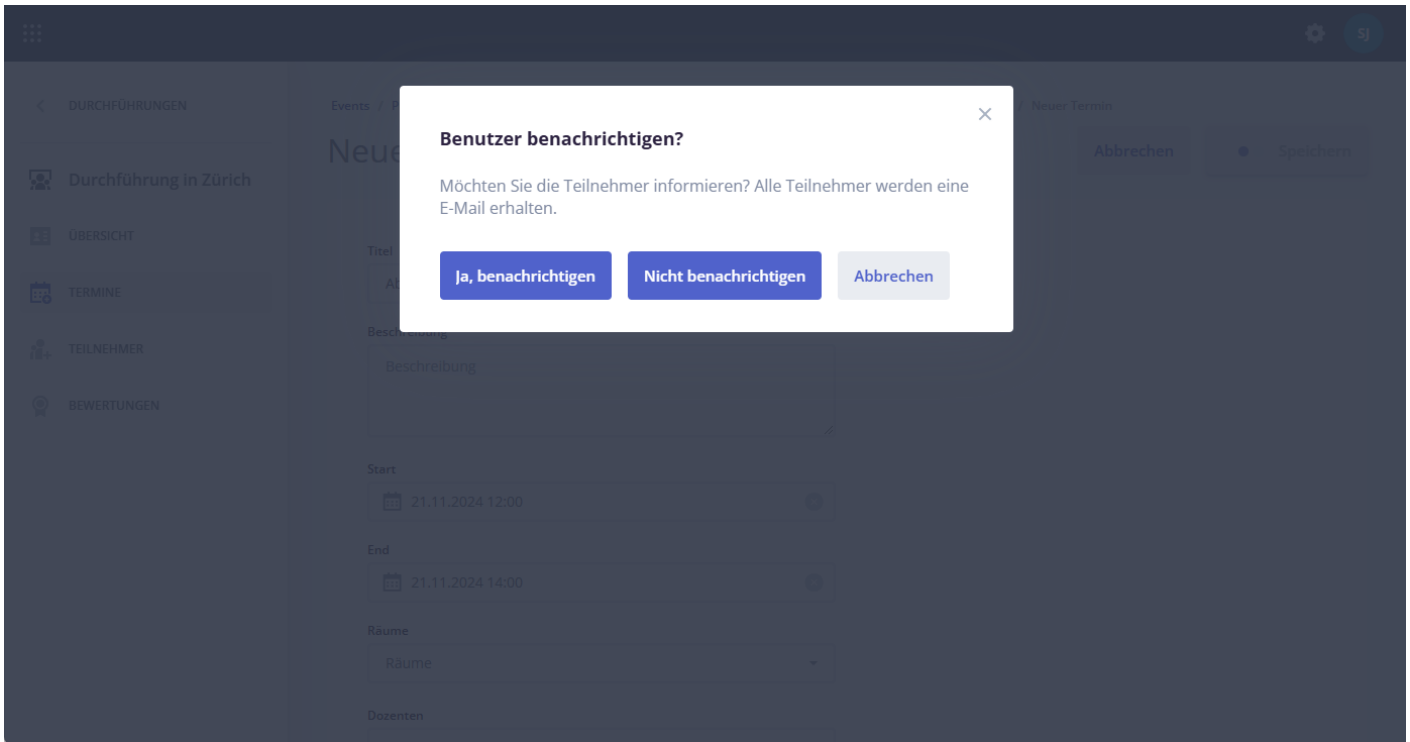 SJ
DURCHFÜHRUNGEN
Events / / Neuer Termin
Benutzer benachrichtigen?
Abbrechen
Speichern
Durchführung in Zürich
Möchten Sie die Teilnehmer informieren? Alle Teilnehmer werden eine
E-Mail erhalten.
ÜBERSICHT
Titel
Ja, benachrichtigen
Nicht benachrichtigen
Abbrechen
TERMINE
Beschreibung
TEILNEHMER
Beschreibung
BEWERTUNGEN
Start
21.11.2024 12:00
End
21.11.2024 14:00
Räume
Räume
Dozenten